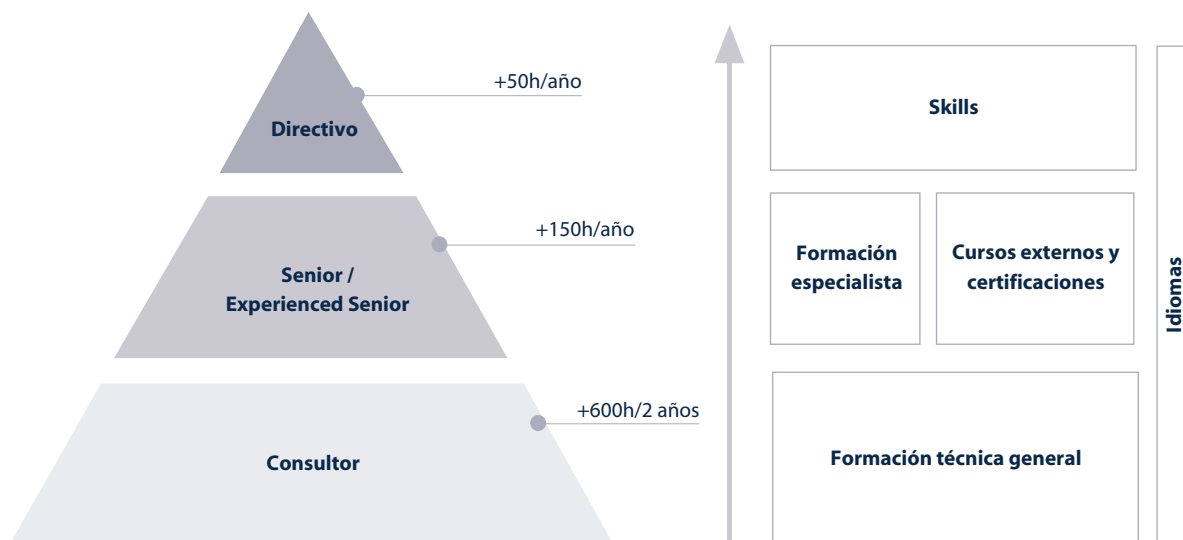 +50h/año
Directivo
+150h/año
Senior /
Experienced Senior
+600h/2 años
Consultor
Skills
Formación
especialista
Cursos externos y
certificaciones
Formación técnica general
Idiomas